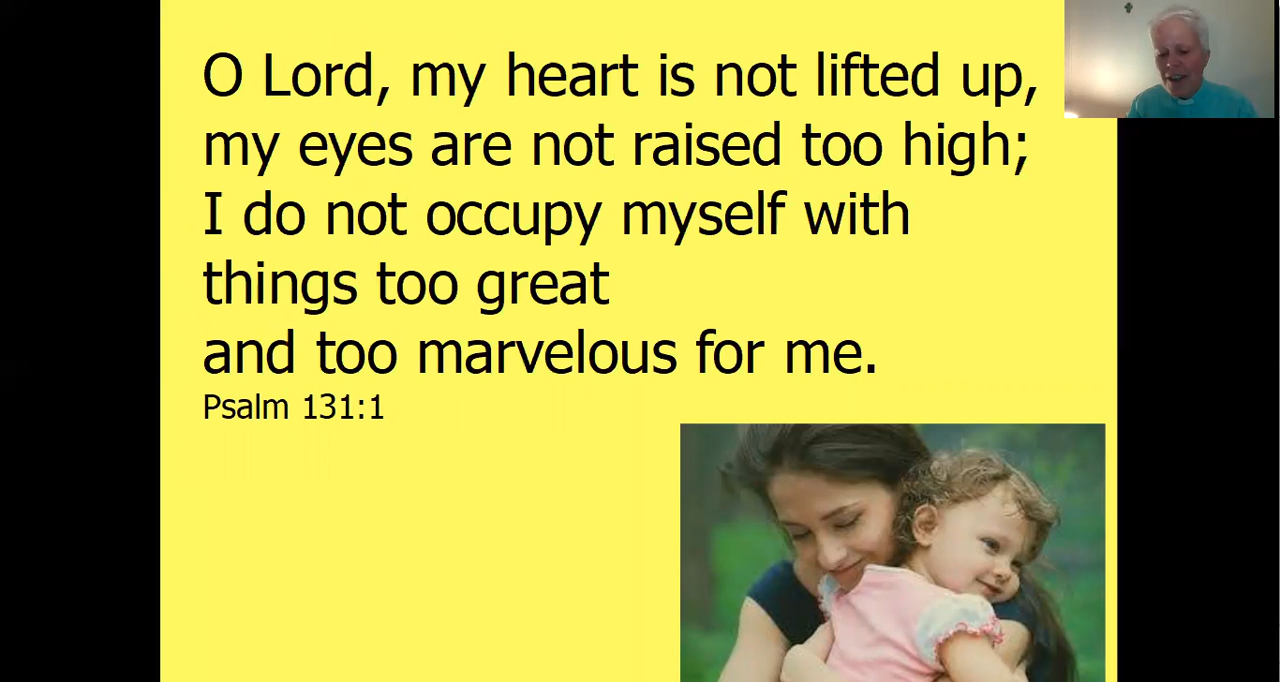 O Lord, my heart is not lifted up,
my eyes are not raised too high;
I do not occupy myself with
things too great
and too marvelous for me.
Psalm 131:1